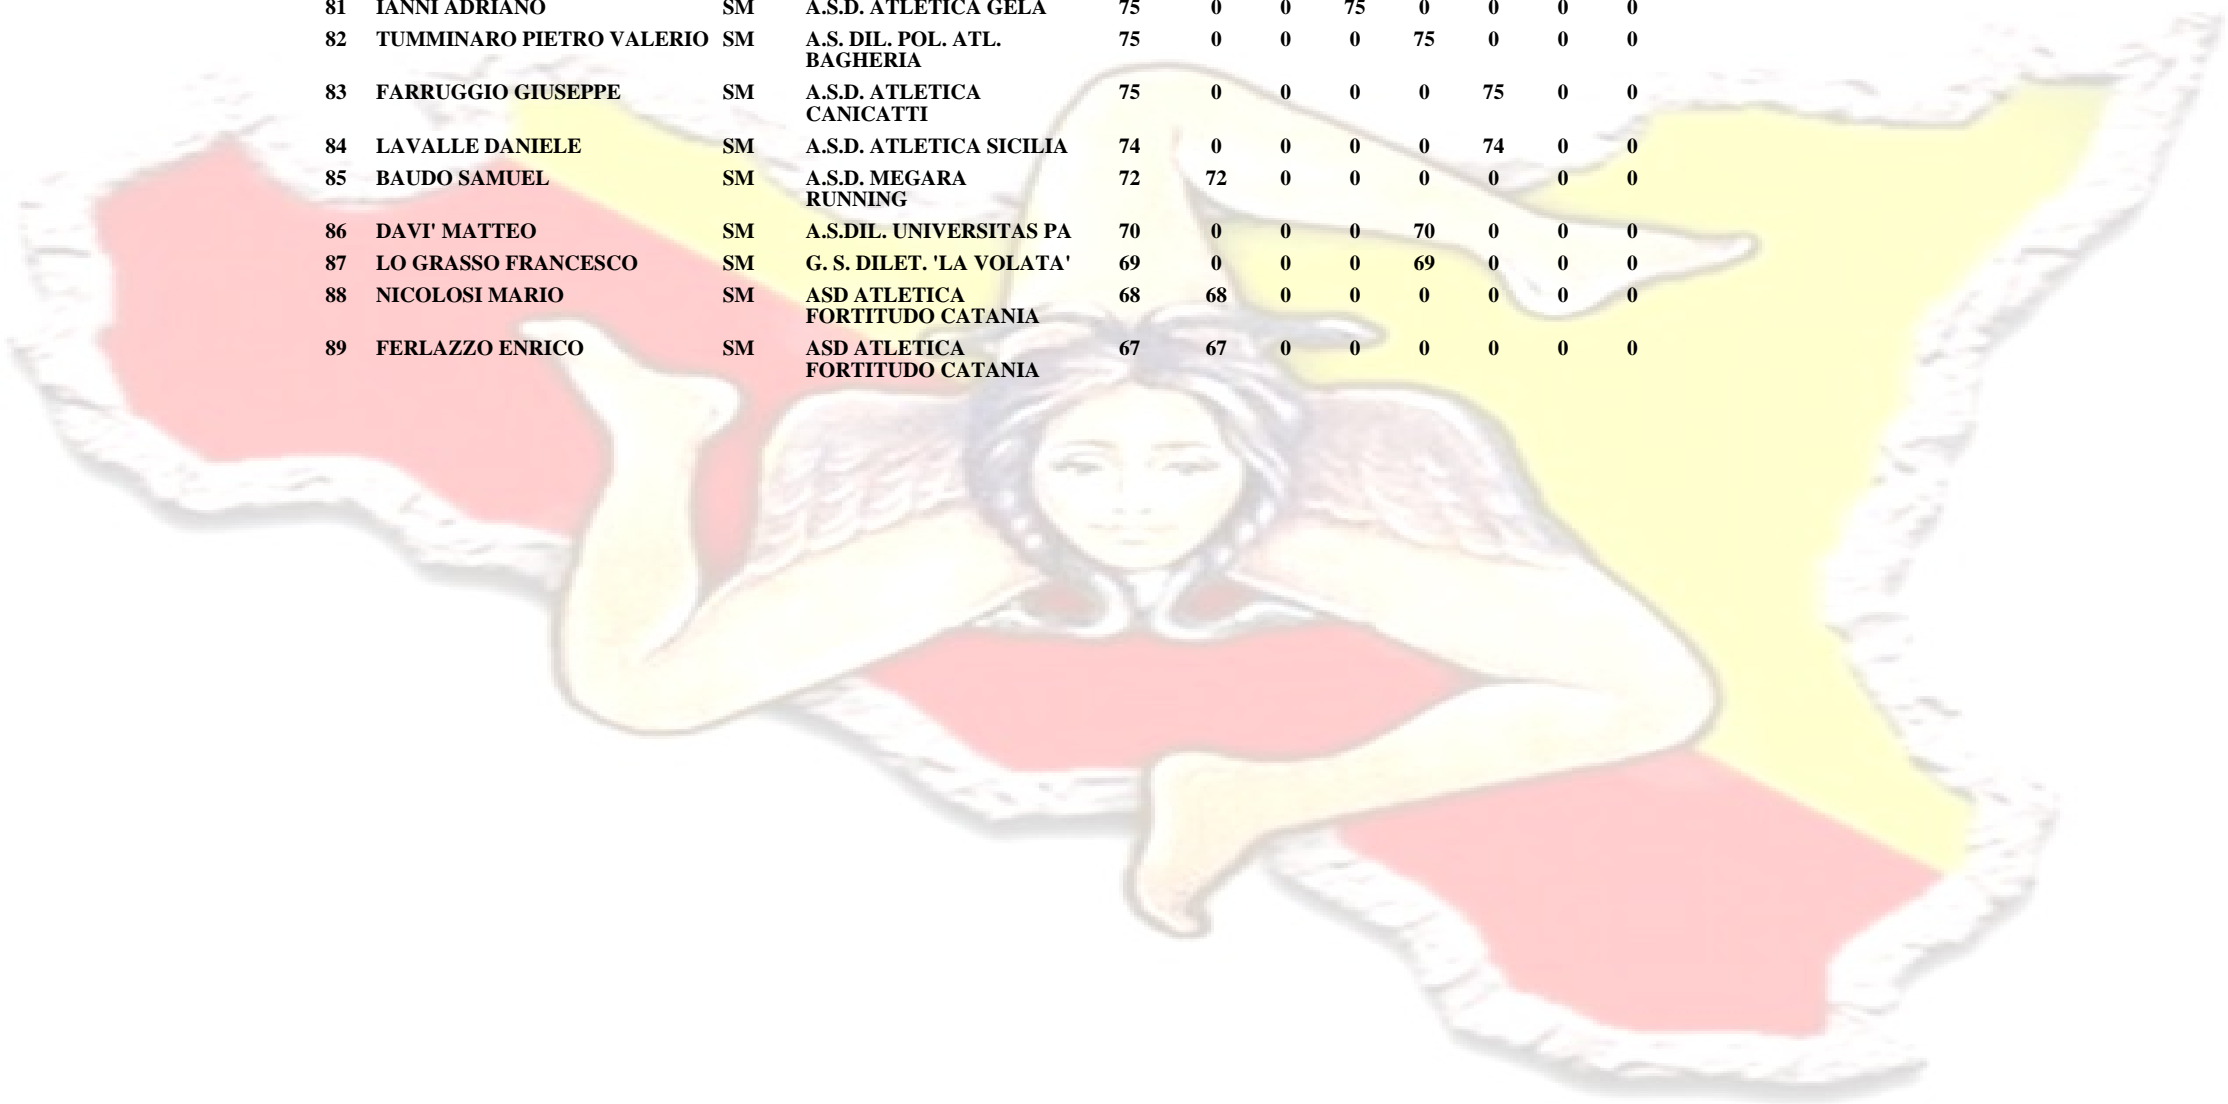 81 IANNI ADRIANO SM A.S.D. ATLETICA GELA 75 0 0 75 0 0 0 0
82 TUMMINARO PIETRO VALERIO SM A.S. DIL. POL. ATL. 75 0 0 0 75 0 0 0
BAGHERIA
83 FARRUGGIO GIUSEPPE SM A.S.D. ATLETICA 75 0 0 0 0 75 0 0
CANICATTI
84 LAVALLE DANIELE SM A.S.D. ATLETICA SICILIA 74 0 0 0 0 74 0 0
85 BAUDO SAMUEL SM A.S.D. MEGARA 72 72 0 0 0 0 0 0
RUNNING
86 DAVI' MATTEO SM A.S.DIL. UNIVERSITAS PA 70 0 0 0 70 0 0 0
87 LO GRASSO FRANCESCO SM G. S. DILET. 'LA VOLATA' 69 0 0 0 69 0 0 0
88 NICOLOSI MARIO SM ASD ATLETICA 68 68 0 0 0 0 0 0
FORTITUDO CATANIA
89 FERLAZZO ENRICO SM ASD ATLETICA 67 67 0 0 0 0 0 0
FORTITUDO CATANIA